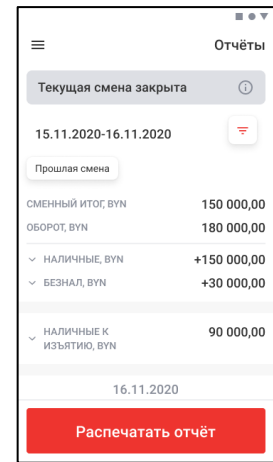 Отчёты
Текущая смена закрыта
15.11.2020-16.11.2020
Прошлая смена
СМЕННЫЙ ИТОГ, BYN 150 000,00
ОБОРОТ, BYN 180 000,00
НАЛИЧНЫЕ, BYN +150 000,00
БЕЗНАЛ, BYN +30 000,00
НАЛИЧНЫЕ К 90 000,00
ИЗЪЯТИЮ, BYN
16.11.2020
Распечатать отчёт